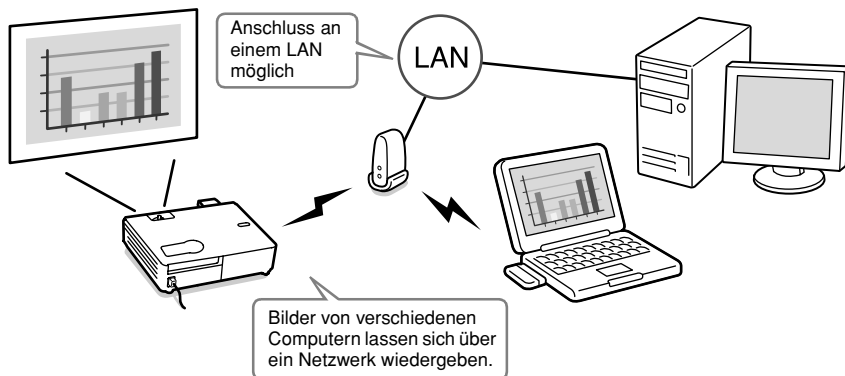 Anschluss an
einem LAN
möglich
LAN
Bilder von verschiedenen
Computern lassen sich über
ein Netzwerk wiedergeben.